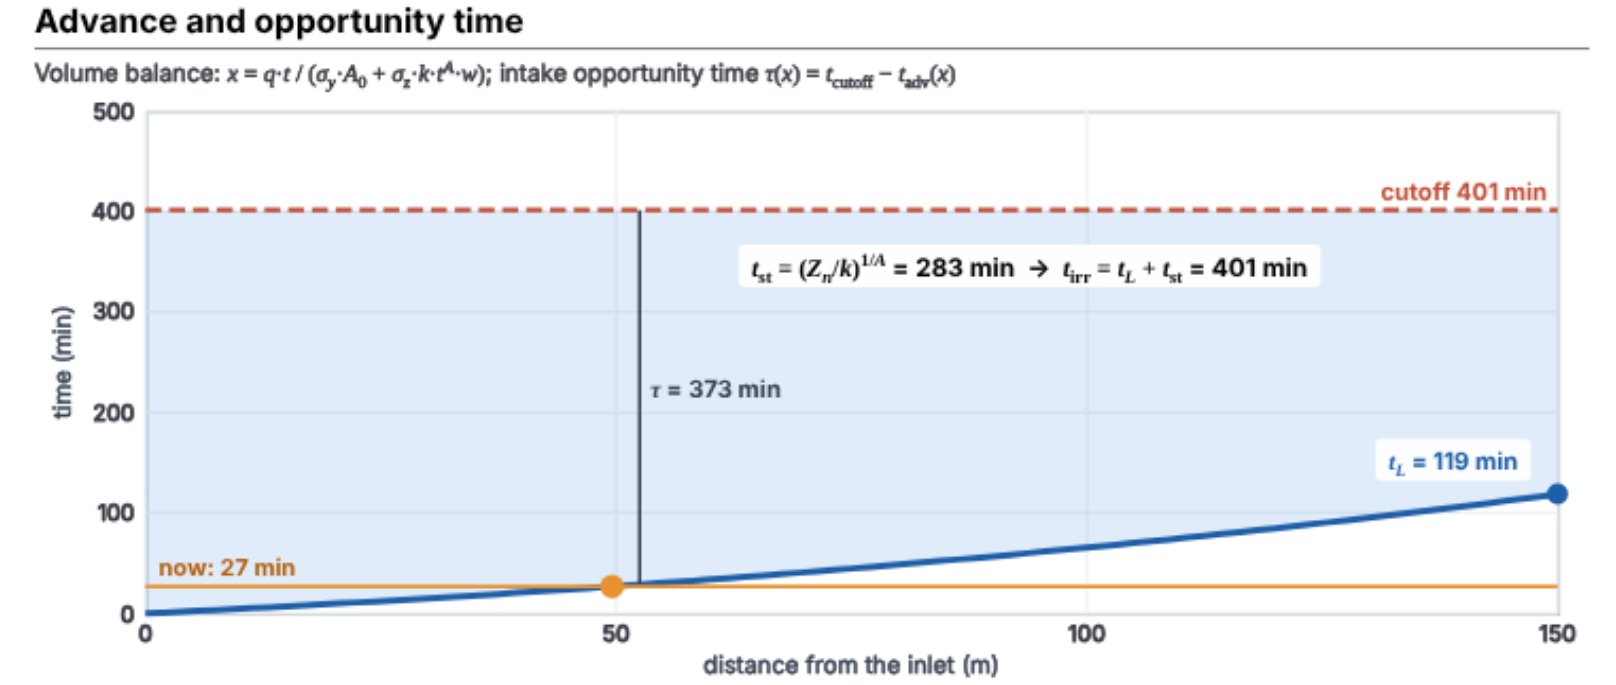 Advance and opportunity time
Volume balance: x = q·t / (σy·A0 + σz·k·t^A·w); intake opportunity time τ(x) = tcutoff − tadv(x)
500
cutoff 401 min
400
tst = (Zn/k)^1/A = 283 min → tirr = tL + tst = 401 min
300
time (min)
τ = 373 min
200
tL = 119 min
100
now: 27 min
0
0 50 100 150
distance from the inlet (m)